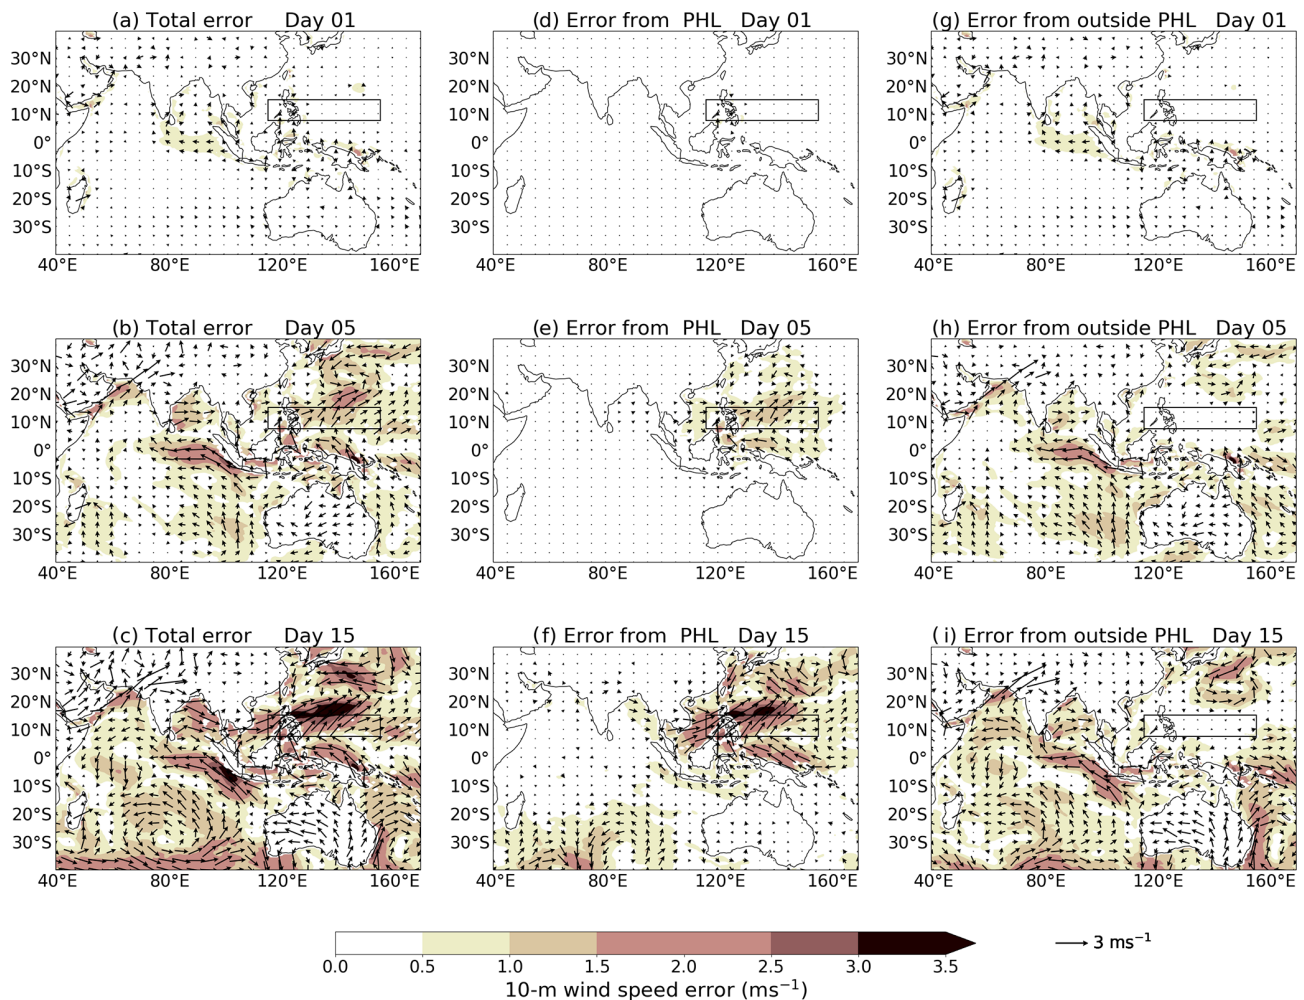 (a) Total error Day 01
(d) Error from PHL Day 01
(g) Error from outside PHL Day 01
30°N
20°N
10°N
0°
10°S
20°S
30°S
40°E 80°E 120°E 160°E
30°N
20°N
10°N
0°
10°S
20°S
30°S
40°E 80°E 120°E 160°E
30°N
20°N
10°N
0°
10°S
20°S
30°S
40°E 80°E 120°E 160°E
(b) Total error Day 05
(e) Error from PHL Day 05
(h) Error from outside PHL Day 05
30°N
20°N
10°N
0°
10°S
20°S
30°S
40°E 80°E 120°E 160°E
30°N
20°N
10°N
0°
10°S
20°S
30°S
40°E 80°E 120°E 160°E
30°N
20°N
10°N
0°
10°S
20°S
30°S
40°E 80°E 120°E 160°E
(c) Total error Day 15
(f) Error from PHL Day 15
(i) Error from outside PHL Day 15
30°N
20°N
10°N
0°
10°S
20°S
30°S
40°E 80°E 120°E 160°E
30°N
20°N
10°N
0°
10°S
20°S
30°S
40°E 80°E 120°E 160°E
30°N
20°N
10°N
0°
10°S
20°S
30°S
40°E 80°E 120°E 160°E
0.0 0.5 1.0 1.5 2.0 2.5 3.0 3.5
10-m wind speed error (ms⁻¹)
3 ms⁻¹